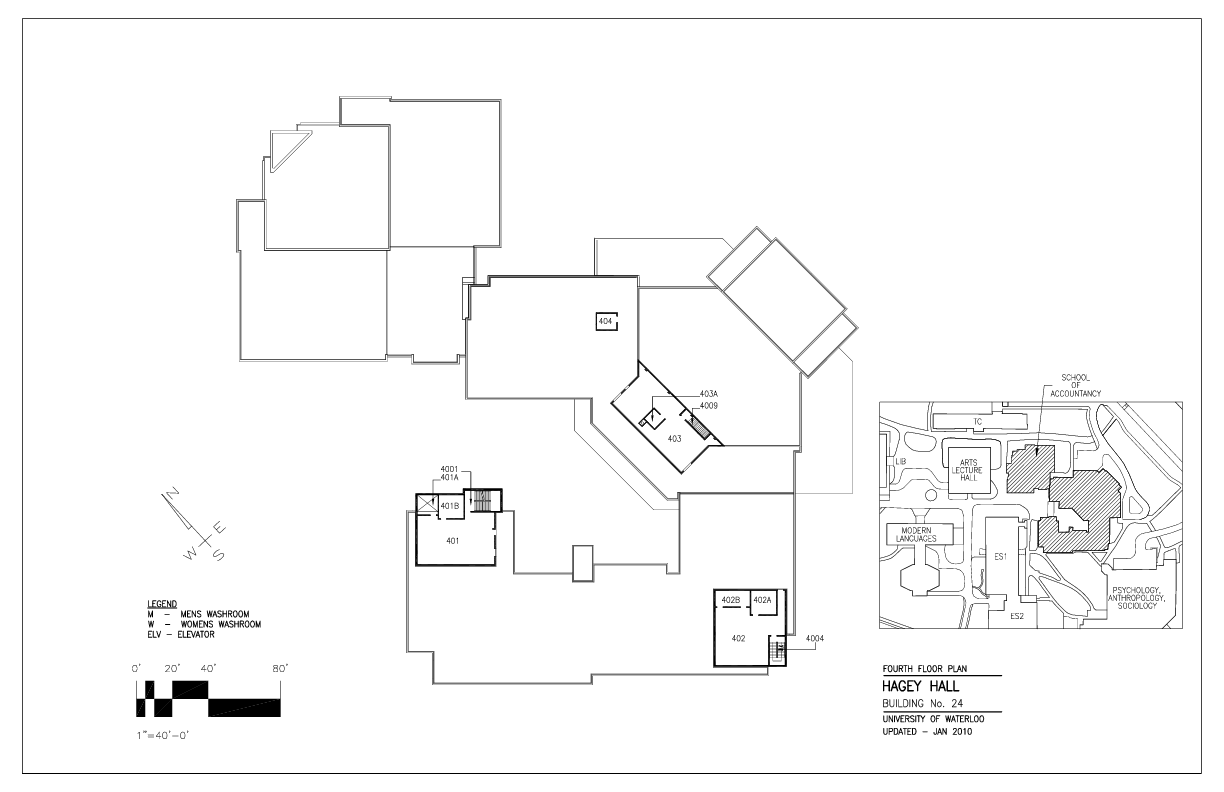 404
403A
4009
403
4001
401A
401B
401
402B
402A
402
4004
N
E
W
S
LEGEND
M – MENS WASHROOM
W – WOMENS WASHROOM
ELV – ELEVATOR
0' 20' 40' 80'
1"=40'-0'
SCHOOL
OF
ACCOUNTANCY
TC
LIB
ARTS
LECTURE
HALL
MODERN
LANGUAGES
ES1
ES2
PSYCHOLOGY,
ANTHROPOLOGY,
SOCIOLOGY
FOURTH FLOOR PLAN
HAGEY HALL
BUILDING No. 24
UNIVERSITY OF WATERLOO
UPDATED – JAN 2010